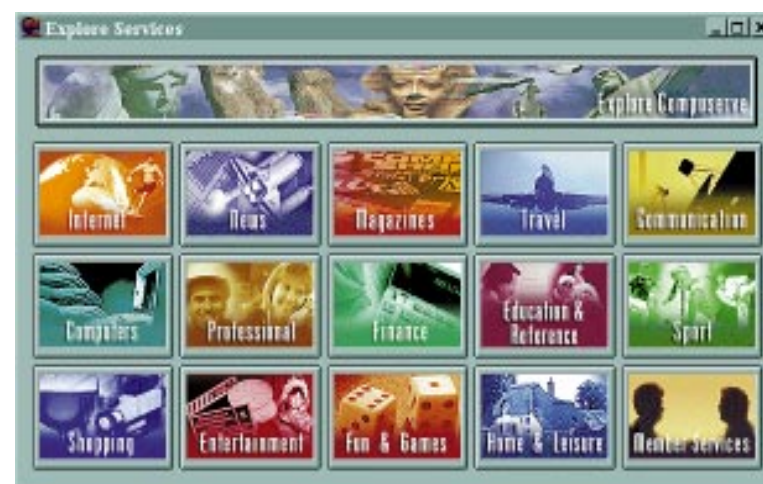 Explore Services
Explore Compuserve
Internet
News
Magazines
Travel
Communication
Computers
Professional
Finance
Education &
Reference
Sport
Shopping
Entertainment
Fun & Games
Home & Leisure
Member Services